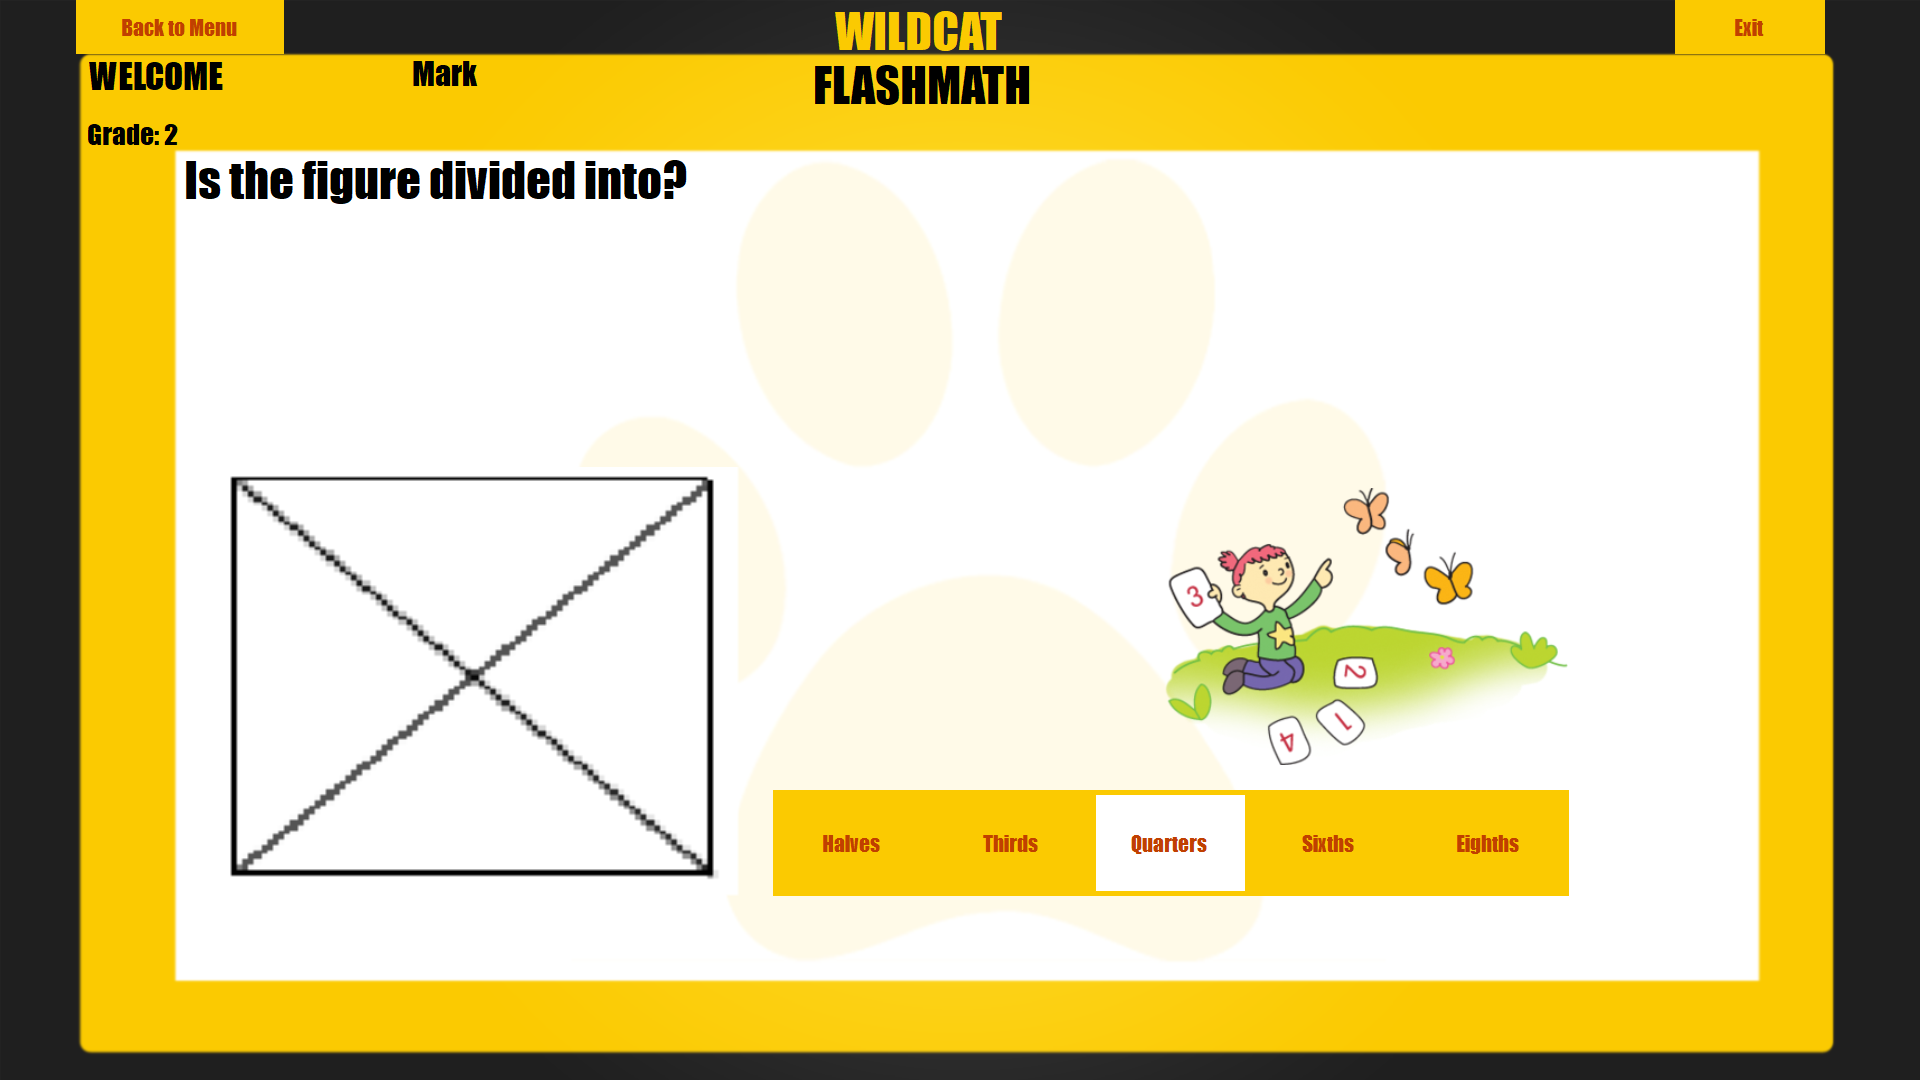 Back to Menu
WILDCAT
Exit
WELCOME
Mark
FLASHMATH
Grade: 2
Is the figure divided into?
3
2
1
4
Halves
Thirds
Quarters
Sixths
Eighths